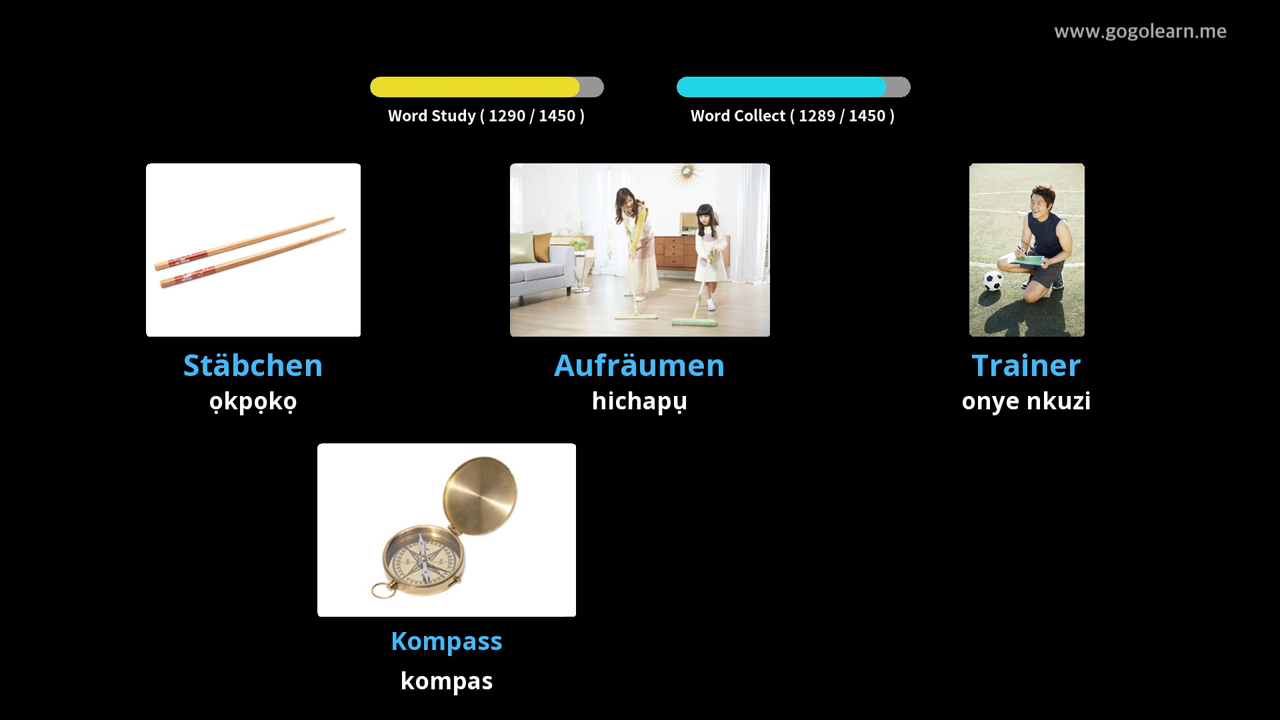 www.gogolearn.me
Word Study ( 1290 / 1450 )
Word Collect ( 1289 / 1450 )
Stäbchen
ọkpọkọ
Aufräumen
hichapụ
Trainer
onye nkuzi
Kompass
kompas